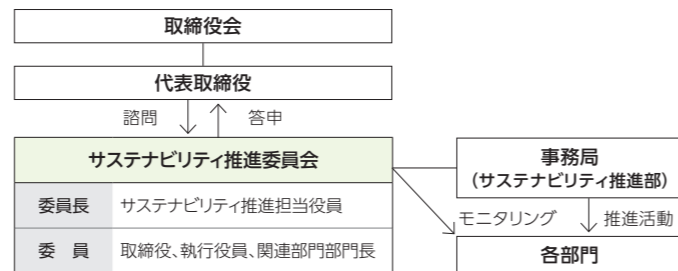 取締役会
代表取締役
諮問 答申
サステナビリティ推進委員会
委員長 サステナビリティ推進担当役員
委 員 取締役、執行役員、関連部門部門長
事務局
(サステナビリティ推進部)
モニタリング 推進活動
各部門